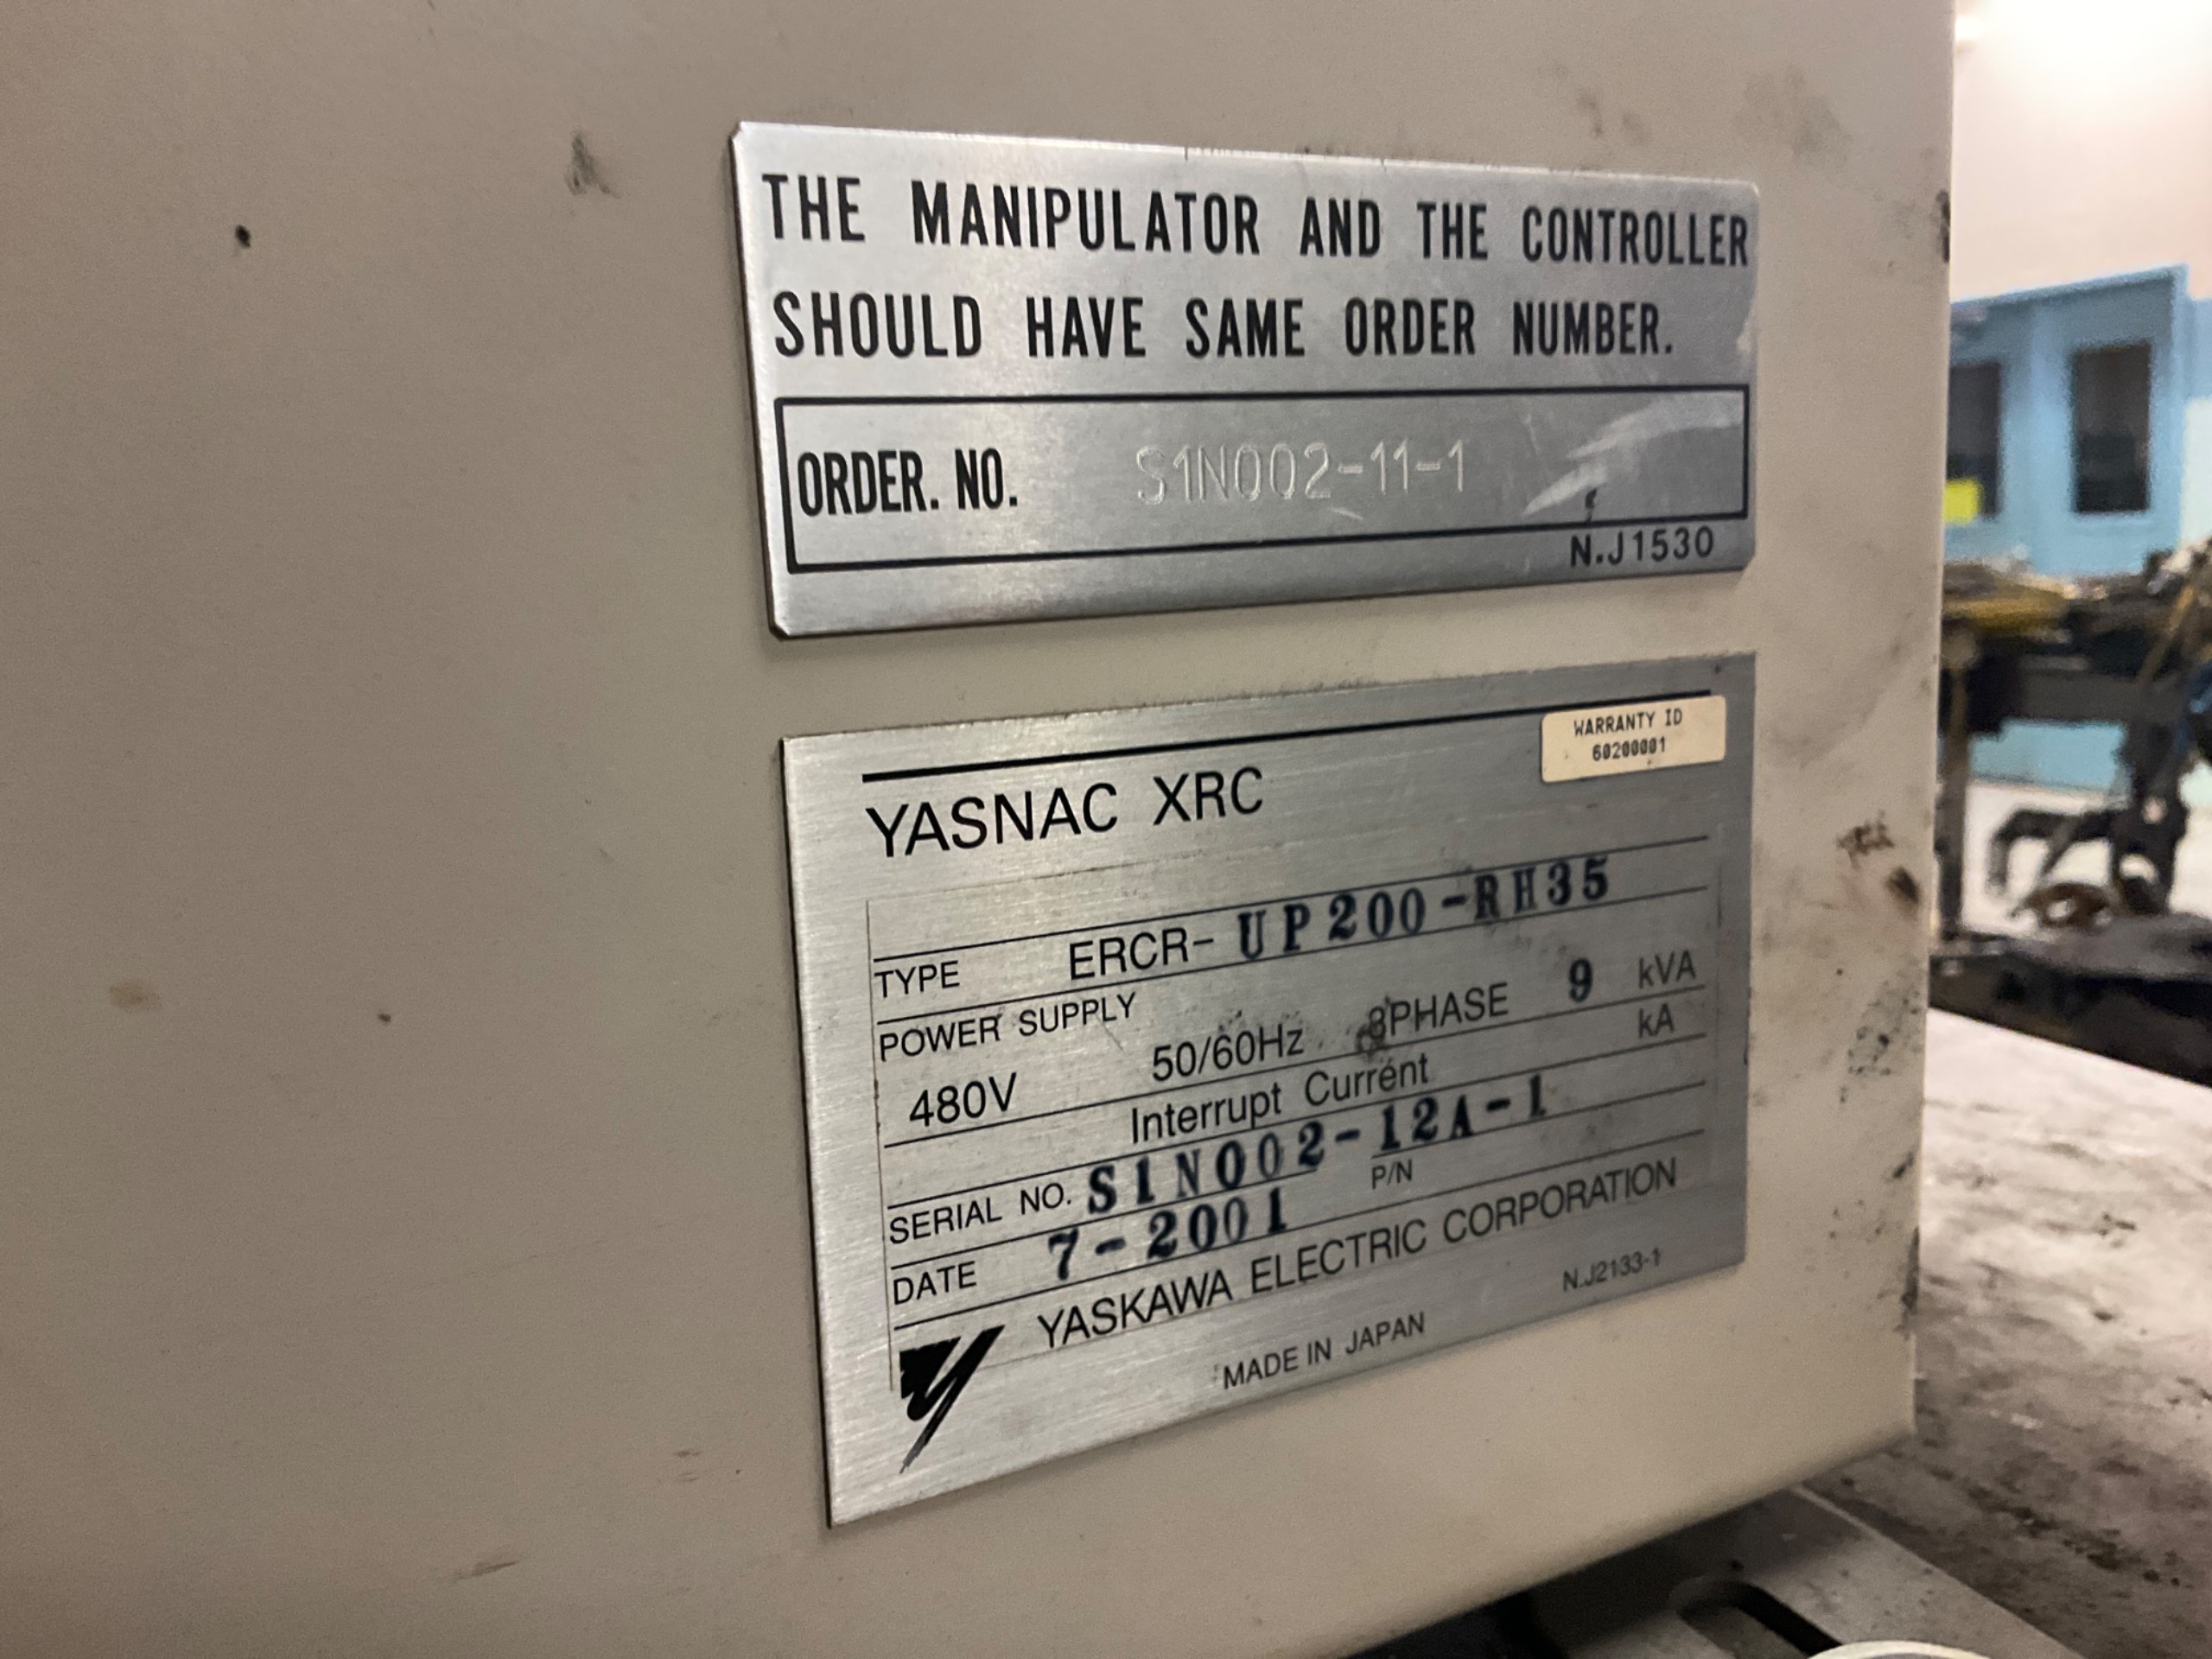 THE MANIPULATOR AND THE CONTROLLER
SHOULD HAVE SAME ORDER NUMBER.
ORDER. NO. S1N002-11-1
N.J1530
WARRANTY ID
60200001
YASNAC XRC
TYPE ERCR- UP200-RH35
POWER SUPPLY
480V 50/60Hz 3PHASE 9 kVA
Interrupt Current kA
SERIAL NO. S1N002-12A-1
DATE 7-2001 P/N
YASKAWA ELECTRIC CORPORATION
MADE IN JAPAN N.J2133-1